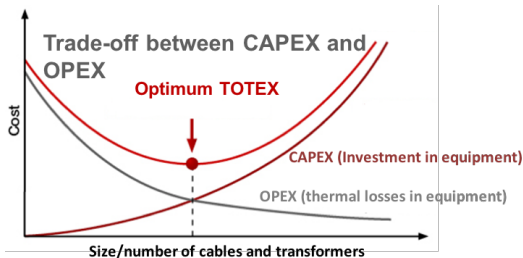 Trade-off between CAPEX and
OPEX
Optimum TOTEX
Cost
CAPEX (Investment in equipment)
OPEX (thermal losses in equipment)
Size/number of cables and transformers